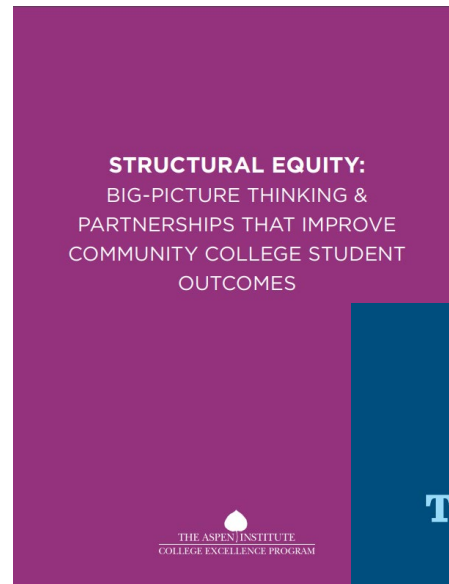 STRUCTURAL EQUITY:
BIG-PICTURE THINKING &
PARTNERSHIPS THAT IMPROVE
COMMUNITY COLLEGE STUDENT
OUTCOMES
T
THE ASPEN INSTITUTE
COLLEGE EXCELLENCE PROGRAM